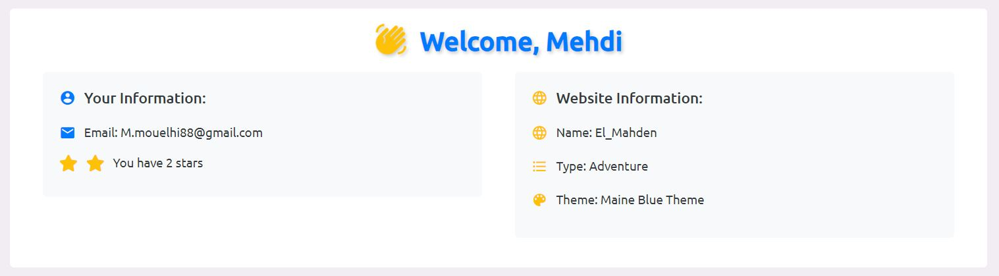 Welcome, Mehdi
Your Information:
Email: M.mouelhi88@gmail.com
You have 2 stars
Website Information:
Name: El_Mahden
Type: Adventure
Theme: Maine Blue Theme